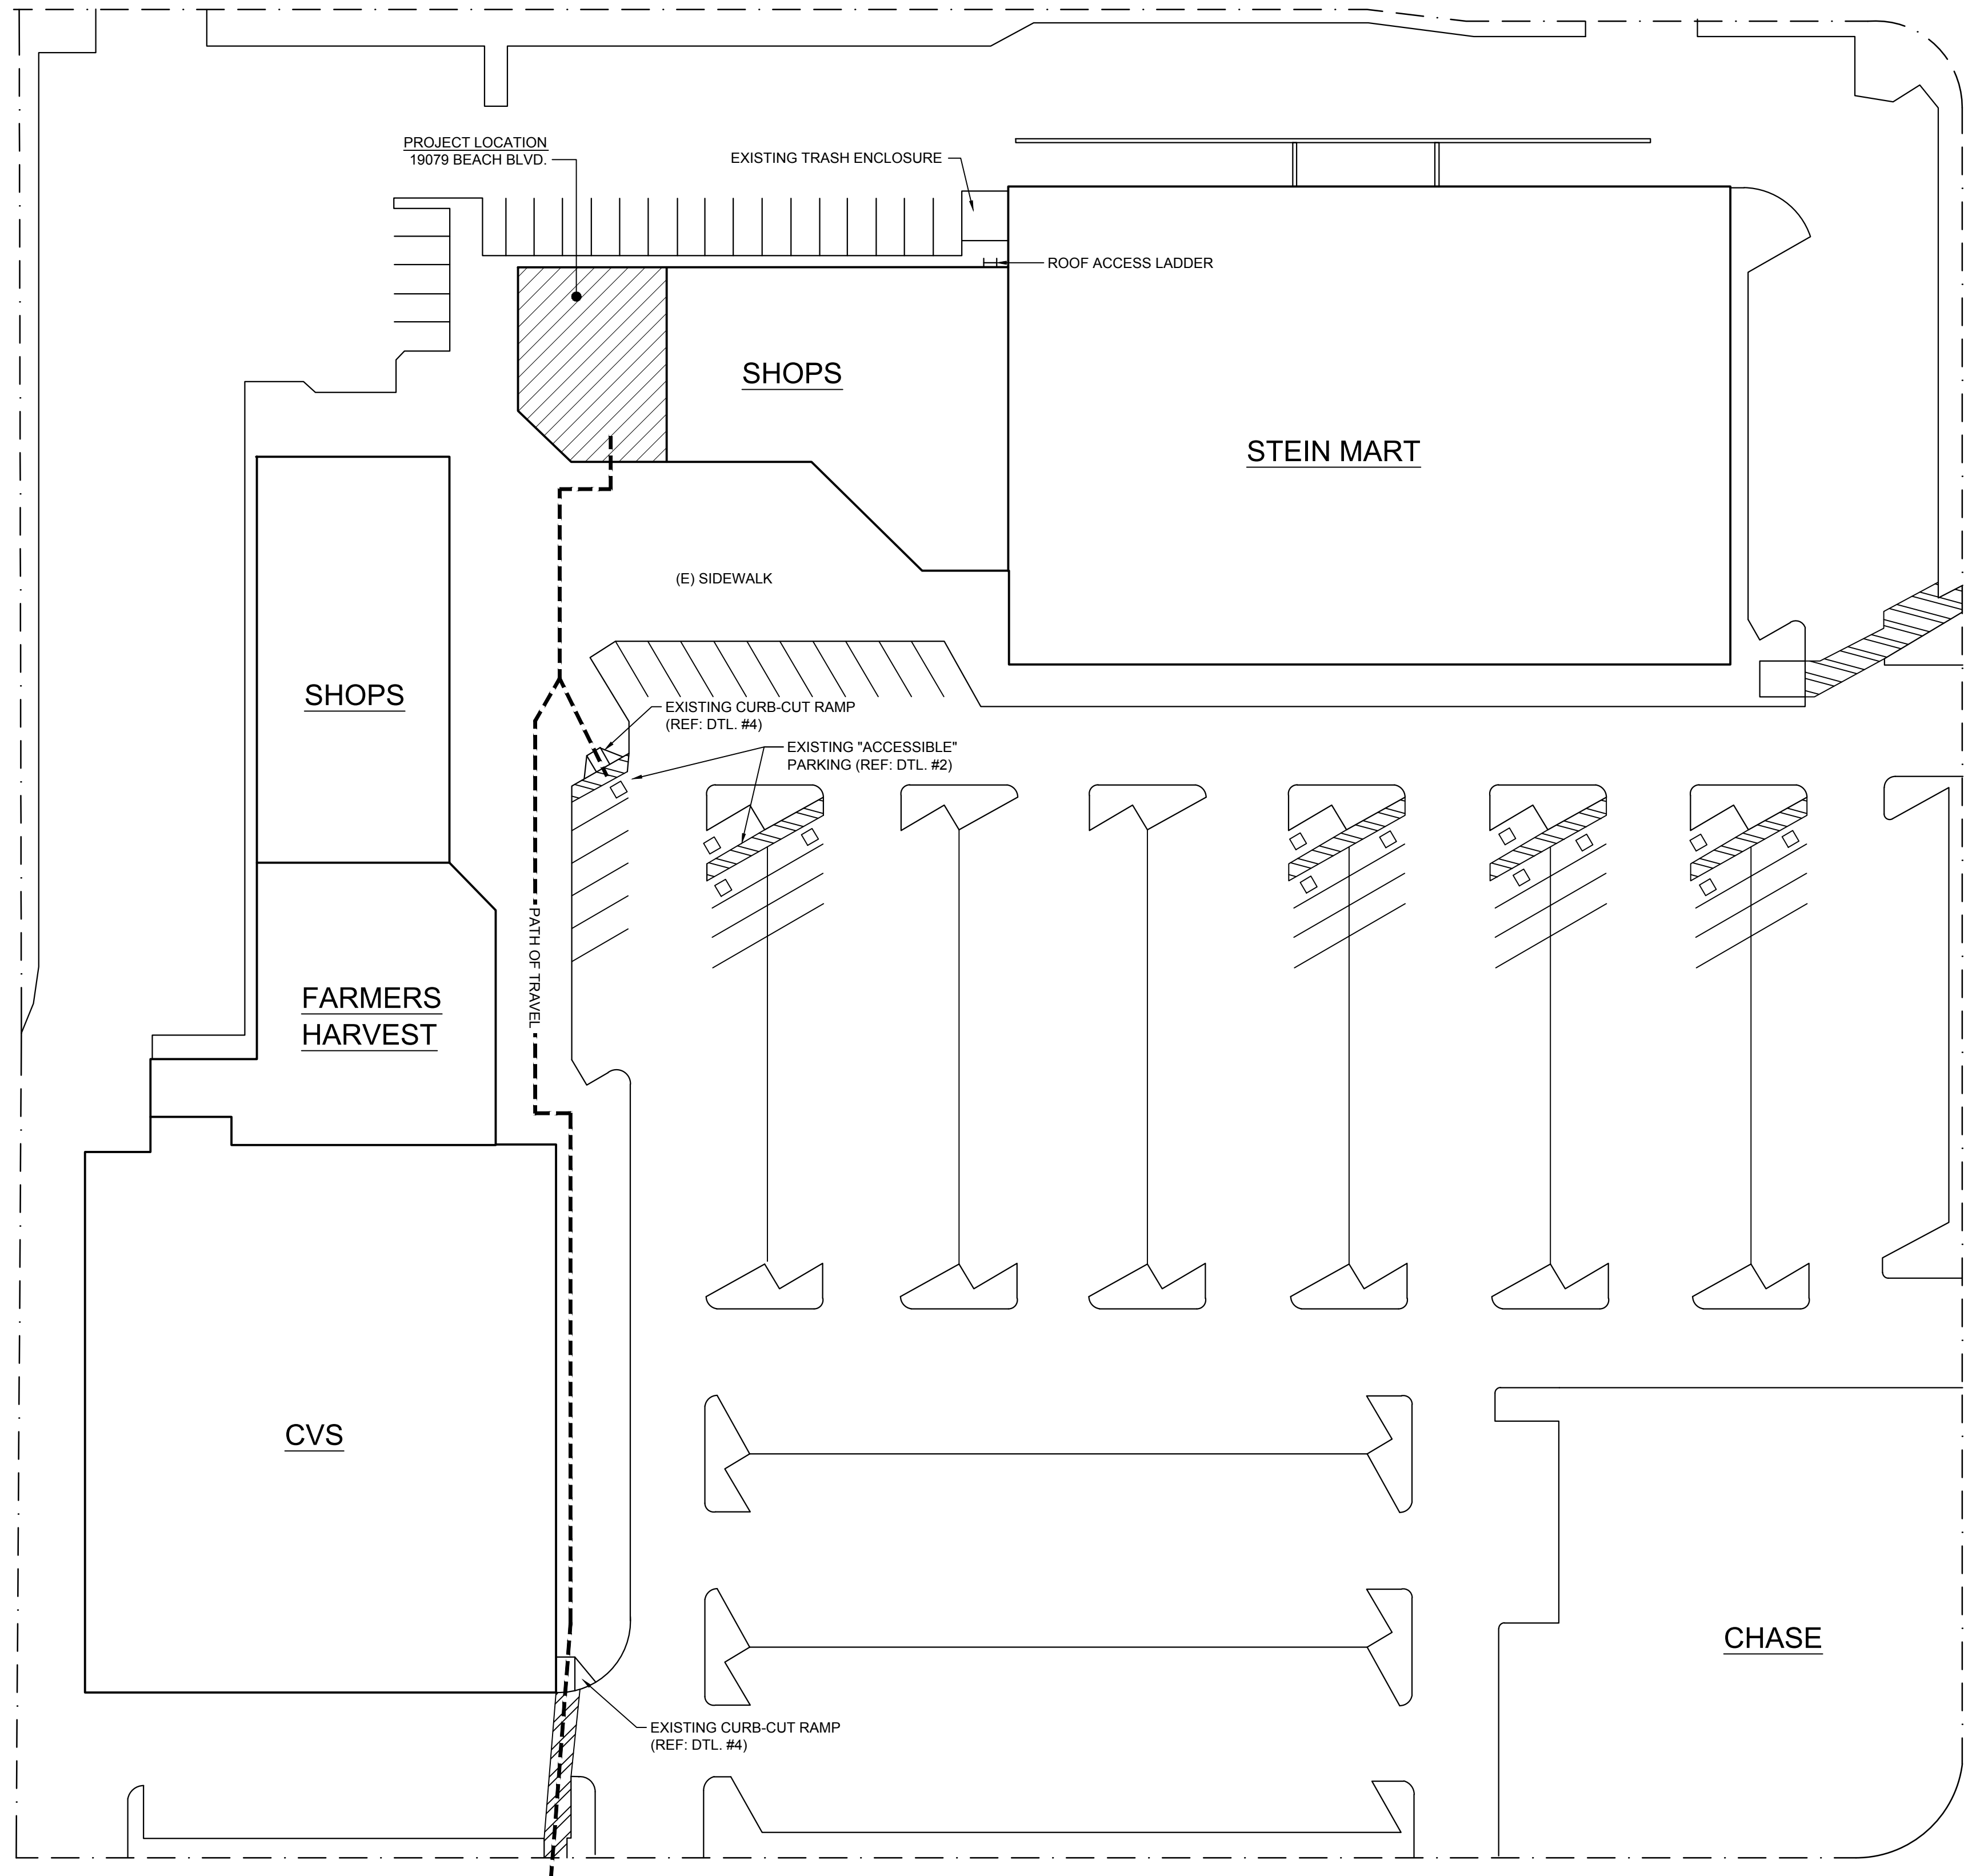 PROJECT LOCATION
19079 BEACH BLVD.
EXISTING TRASH ENCLOSURE
ROOF ACCESS LADDER
SHOPS
STEIN MART
(E) SIDEWALK
SHOPS
EXISTING CURB-CUT RAMP
(REF: DTL. #4)
EXISTING "ACCESSIBLE"
PARKING (REF: DTL. #2)
PATH OF TRAVEL
FARMERS
HARVEST
CVS
CHASE
EXISTING CURB-CUT RAMP
(REF: DTL. #4)